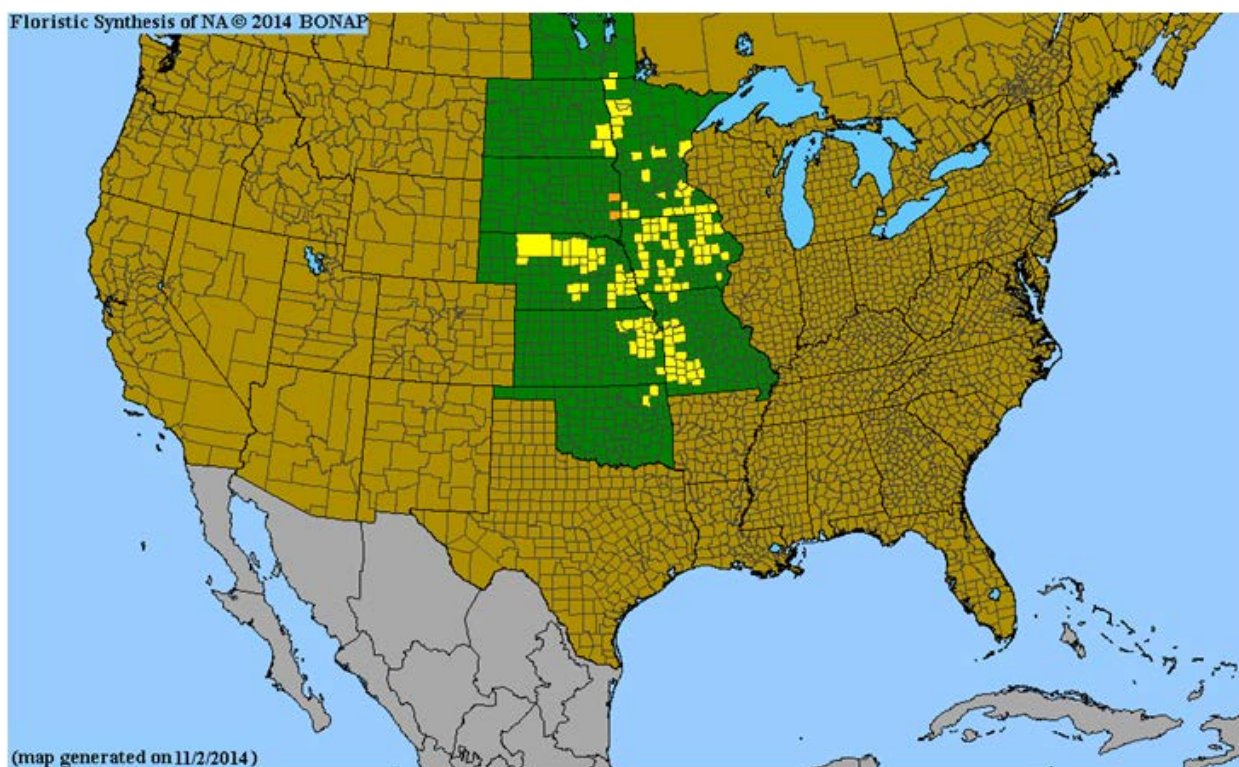 Floristic Synthesis of NA © 2014 BONAP
(map generated on 11/2/2014)